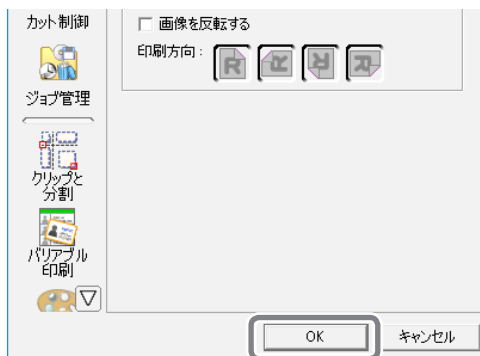 カット制御
画像を反転する
印刷方向：
R R R R
ジョブ管理
クリップと
分割
バリアブル
印刷
OK
キャンセル